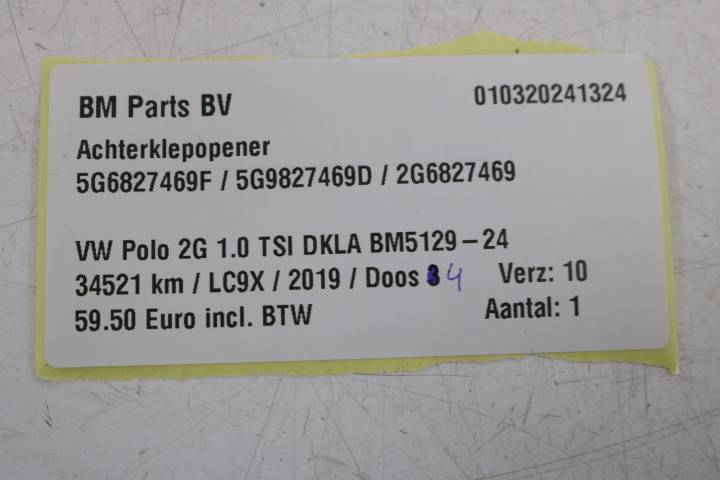 BM Parts BV 010320241324
Achterklepopener
5G6827469F / 5G9827469D / 2G6827469
VW Polo 2G 1.0 TSI DKLA BM5129-24
34521 km / LC9X / 2019 / Doos 4 Verz: 10
59.50 Euro incl. BTW Aantal: 1